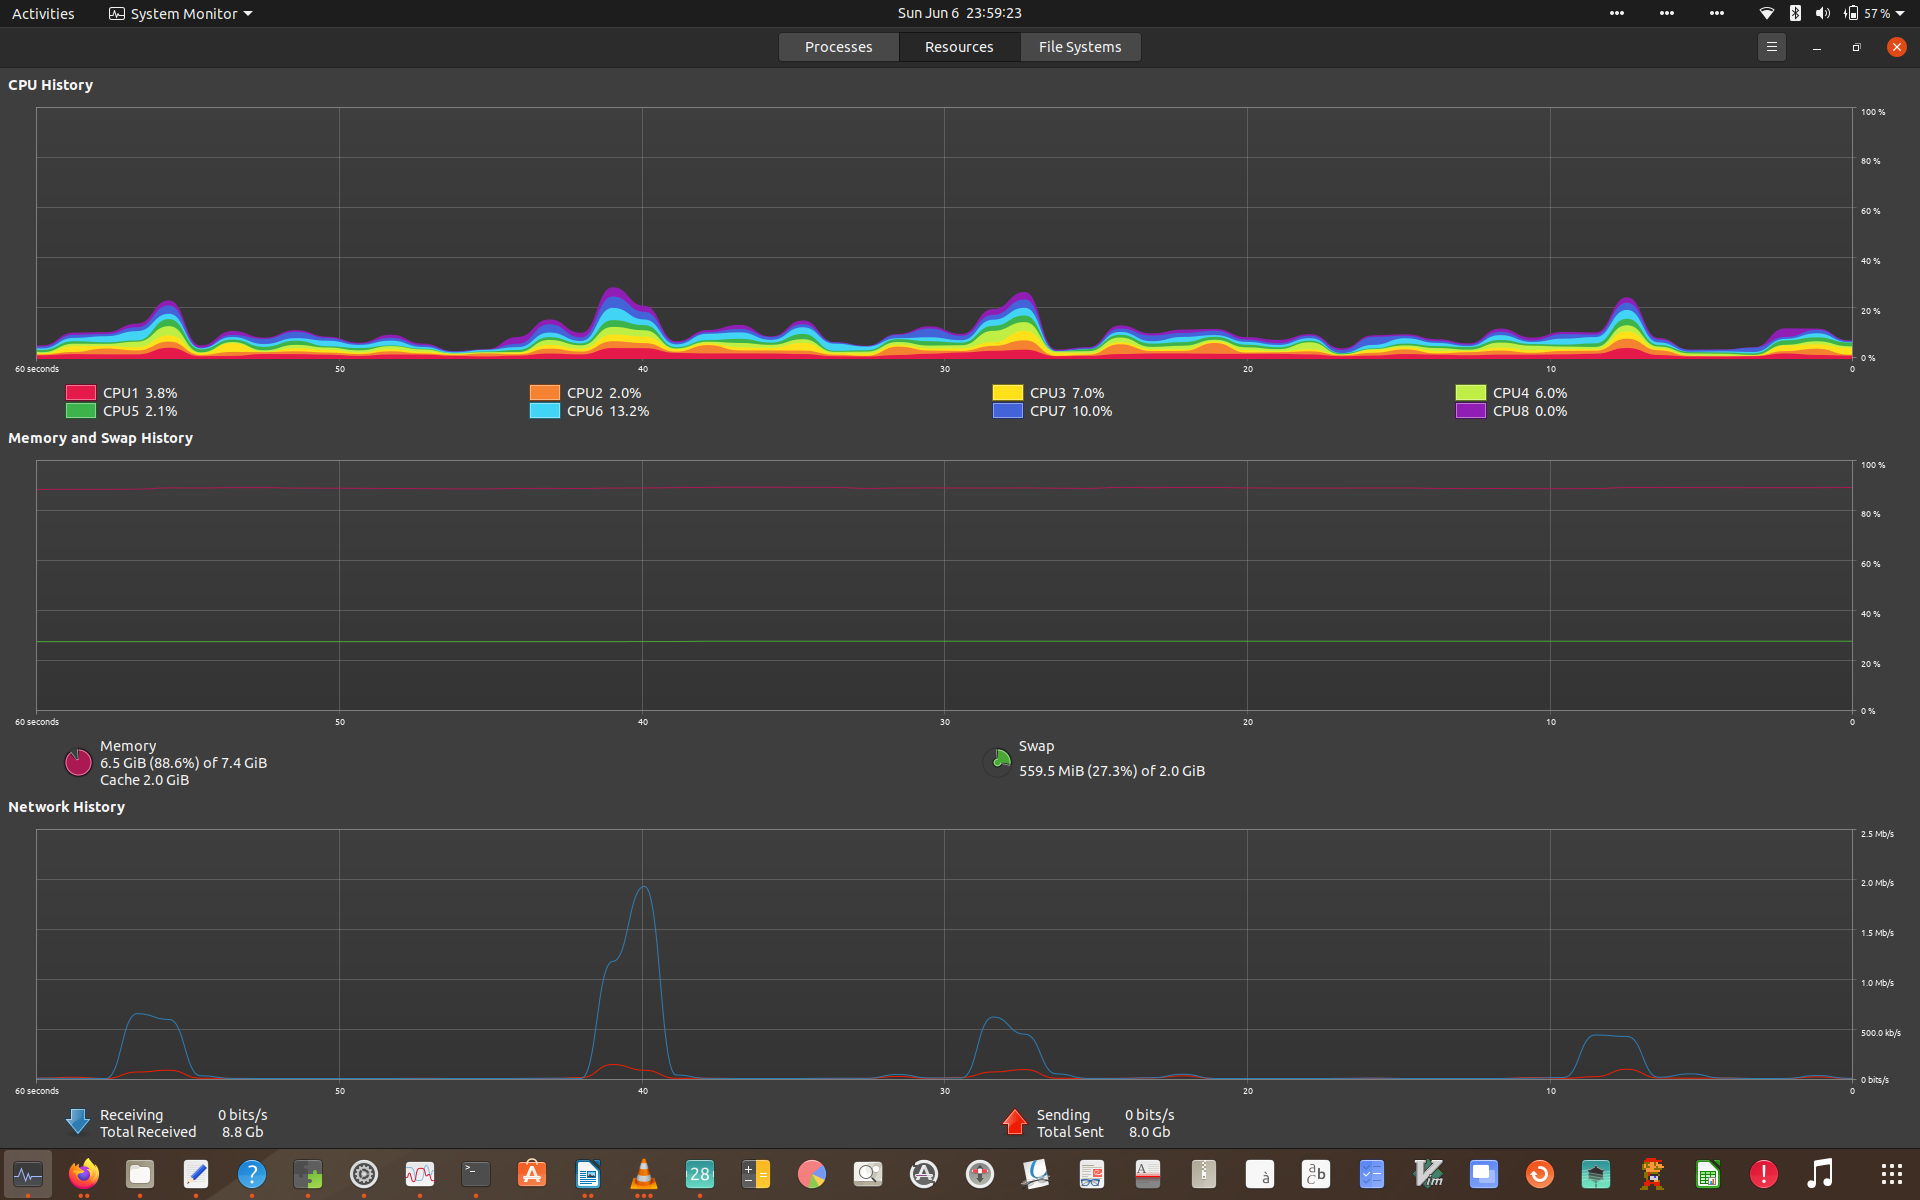 Activities System Monitor Sun Jun 6 23:59:23 57 %
Processes Resources File Systems
CPU History
100 %
80 %
60 %
40 %
20 %
0 %
60 seconds 50 40 30 20 10 0
CPU1 3.8% CPU2 2.0% CPU3 7.0% CPU4 6.0%
CPU5 2.1% CPU6 13.2% CPU7 10.0% CPU8 0.0%
Memory and Swap History
100 %
80 %
60 %
40 %
20 %
0 %
60 seconds 50 40 30 20 10 0
Memory
6.5 GiB (88.6%) of 7.4 GiB
Cache 2.0 GiB
Swap
559.5 MiB (27.3%) of 2.0 GiB
Network History
2.5 Mb/s
2.0 Mb/s
1.5 Mb/s
1.0 Mb/s
500.0 kb/s
0 bits/s
60 seconds 50 40 30 20 10 0
Receiving 0 bits/s
Total Received 8.8 Gb
Sending 0 bits/s
Total Sent 8.0 Gb
28